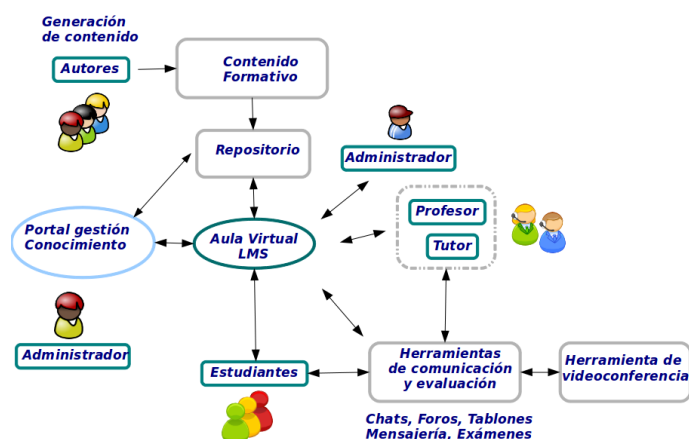 Generación
de contenido
Autores
Contenido
Formativo
Repositorio
Administrador
Profesor
Tutor
Portal gestión
Conocimiento
Aula Virtual
LMS
Administrador
Estudiantes
Herramientas
de comunicación
y evaluación
Herramienta de
videoconferencia
Chats, Foros, Tablones
Mensajería, Exámenes